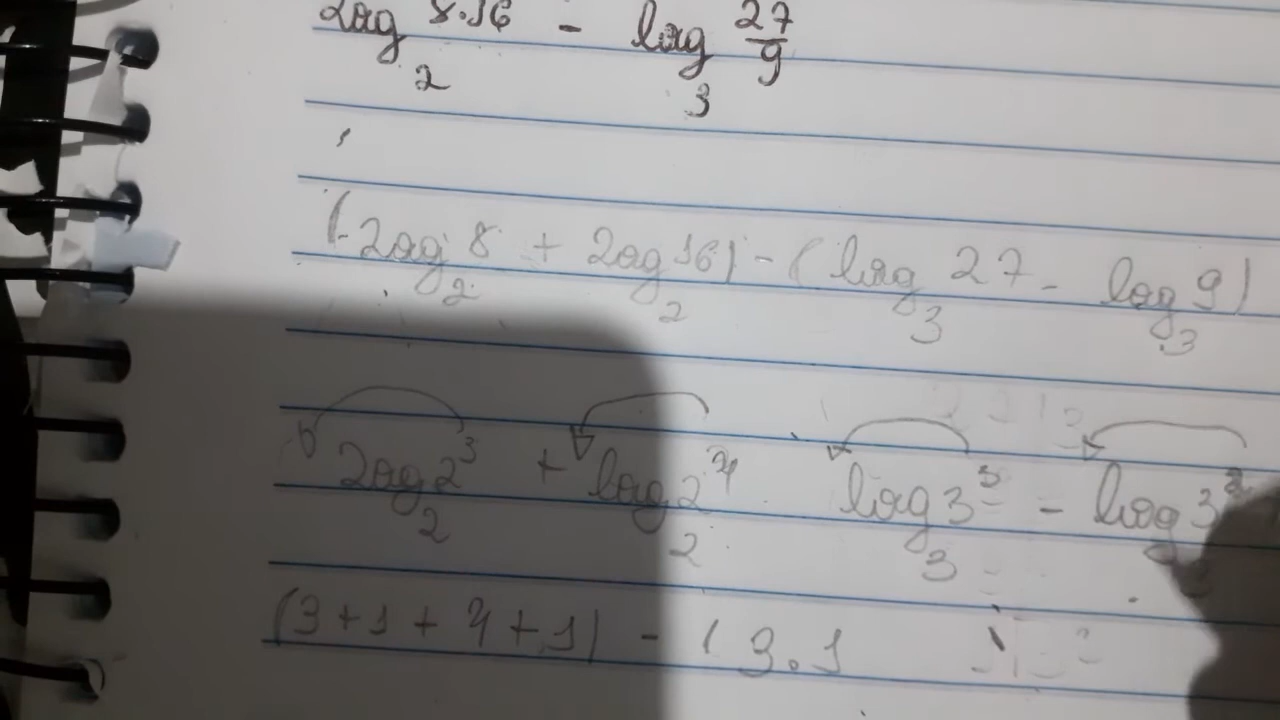 log₂ 8.16 - log₃ 27/9
(log₂ 8 + log₂ 16) - (log₃ 27 - log₃ 9)
log₂ 2³ + log₂ 2⁴ log₃ 3³ - log₃ 3²
(3+1 + 4+1) - (3.1